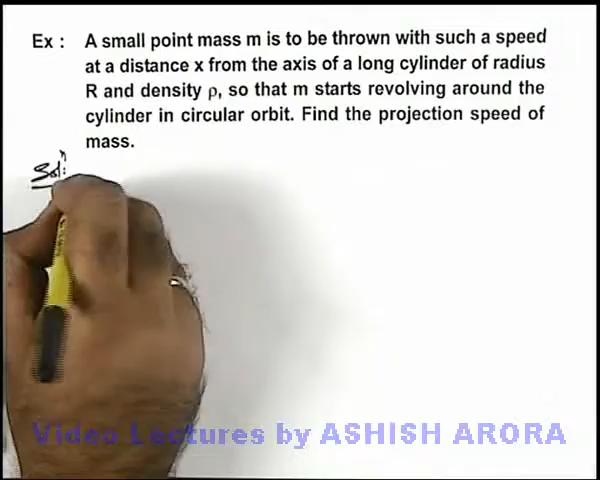 Ex : A small point mass m is to be thrown with such a speed
at a distance x from the axis of a long cylinder of radius
R and density ρ, so that m starts revolving around the
cylinder in circular orbit. Find the projection speed of
mass.
Solⁿ:
Video Lectures by ASHISH ARORA